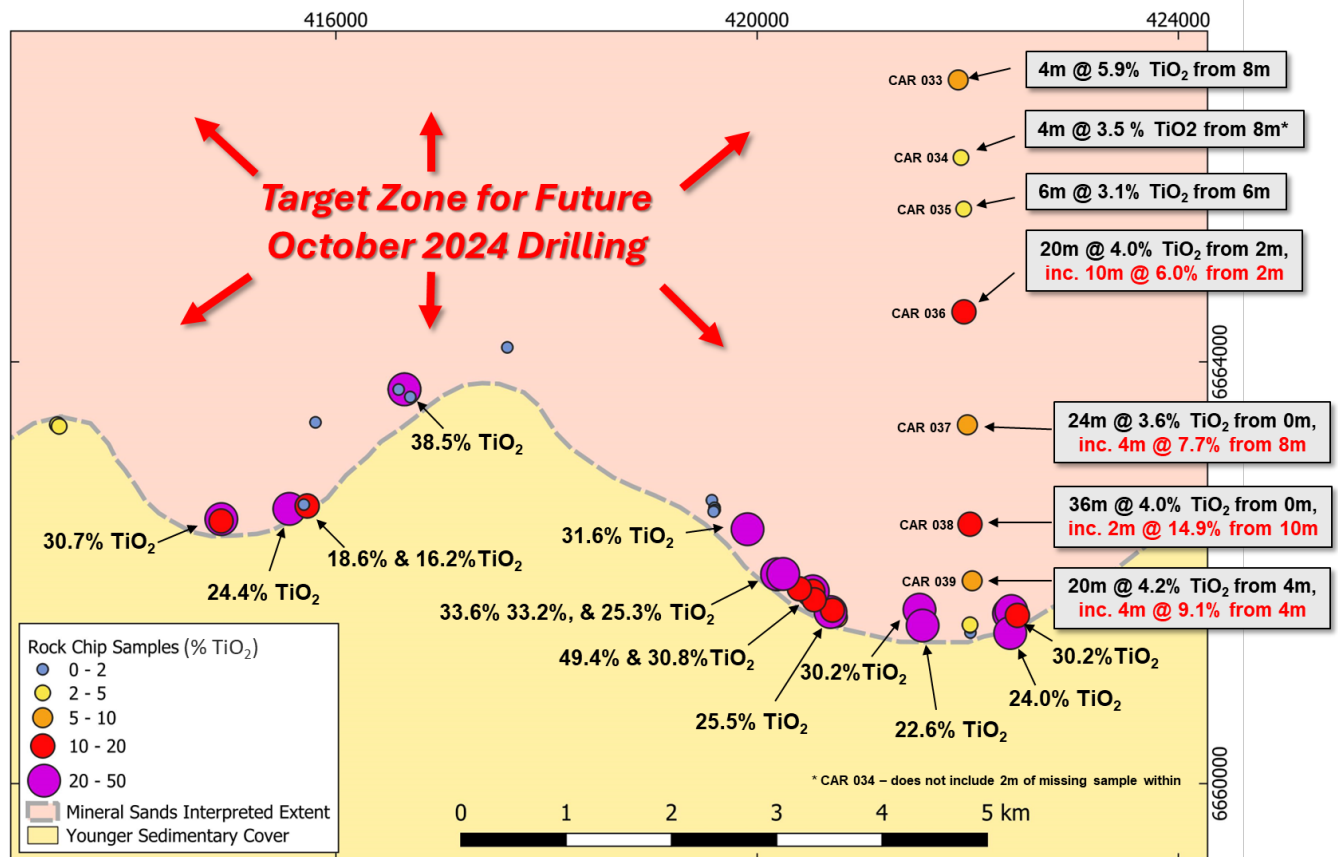 416000
420000
424000
CAR 033
4m @ 5.9% TiO₂ from 8m
CAR 034
4m @ 3.5 % TiO2 from 8m*
CAR 035
6m @ 3.1% TiO₂ from 6m
Target Zone for Future
October 2024 Drilling
CAR 036
20m @ 4.0% TiO₂ from 2m,
inc. 10m @ 6.0% from 2m
6664000
CAR 037
24m @ 3.6% TiO₂ from 0m,
inc. 4m @ 7.7% from 8m
38.5% TiO₂
CAR 038
36m @ 4.0% TiO₂ from 0m,
inc. 2m @ 14.9% from 10m
30.7% TiO₂
18.6% & 16.2%TiO₂
24.4% TiO₂
31.6% TiO₂
CAR 039
20m @ 4.2% TiO₂ from 4m,
inc. 4m @ 9.1% from 4m
33.6% 33.2%, & 25.3% TiO₂
49.4% & 30.8%TiO₂
30.2%TiO₂
30.2%TiO₂
24.0% TiO₂
25.5% TiO₂
22.6% TiO₂
Rock Chip Samples (% TiO₂)
0 - 2
2 - 5
5 - 10
10 - 20
20 - 50
Mineral Sands Interpreted Extent
Younger Sedimentary Cover
* CAR 034 – does not include 2m of missing sample within
6660000
0 1 2 3 4 5 km